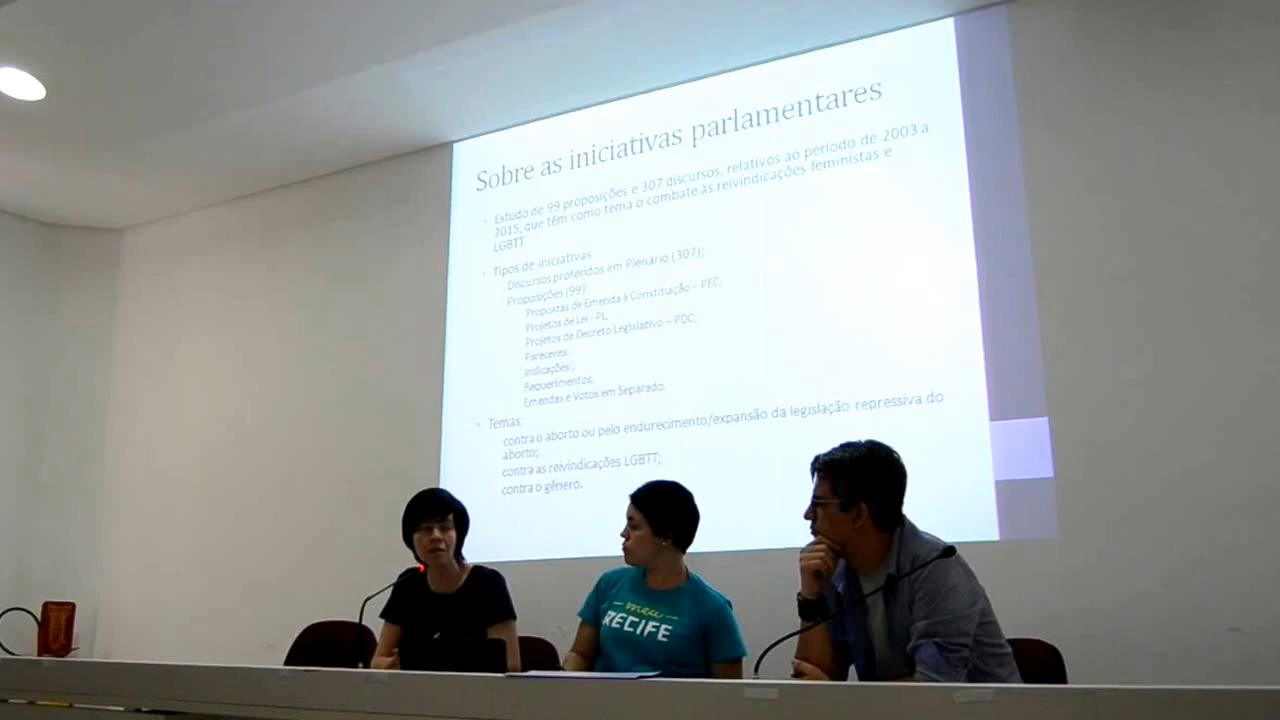 Sobre as iniciativas parlamentares
Estudo de 99 proposições e 307 discursos, relativos ao período de 2003 a
2015, que têm como tema o combate às reivindicações feministas e
LGBTT
Tipos de iniciativas
Discursos proferidos em Plenário (307);
Proposições (99):
Propostas de Emenda à Constituição – PEC;
Projetos de Lei - PL;
Projetos de Decreto Legislativo – PDC;
Pareceres;
Indicações ;
Requerimentos;
Emendas e Votos em Separado.
Temas:
contra o aborto ou pelo endurecimento/expansão da legislação repressiva do
aborto;
contra as reivindicações LGBTT;
contra o gênero.
meu
RECIFE